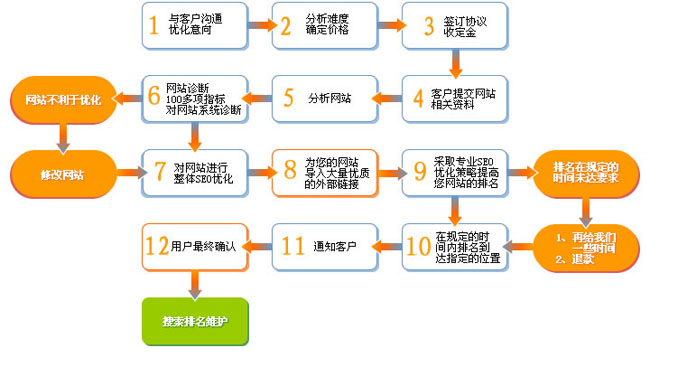 1
与客户沟通
优化意向
2
分析难度
确定价格
3
签订协议
收定金
网站不利于优化
6
网站诊断
100多项指标
对网站系统诊断
5
分析网站
4
客户提交网站
相关资料
修改网站
7
对网站进行
整体SEO优化
8
为您的网站
导入大量优质
的外部链接
9
采取专业SEO
优化策略提高
您网站的排名
排名在规定的
时间未达要求
12
用户最终确认
11
通知客户
10
在规定的时
间内排名到
达指定的位置
1、再给我们
一些时间
2、退款
搜索排名维护